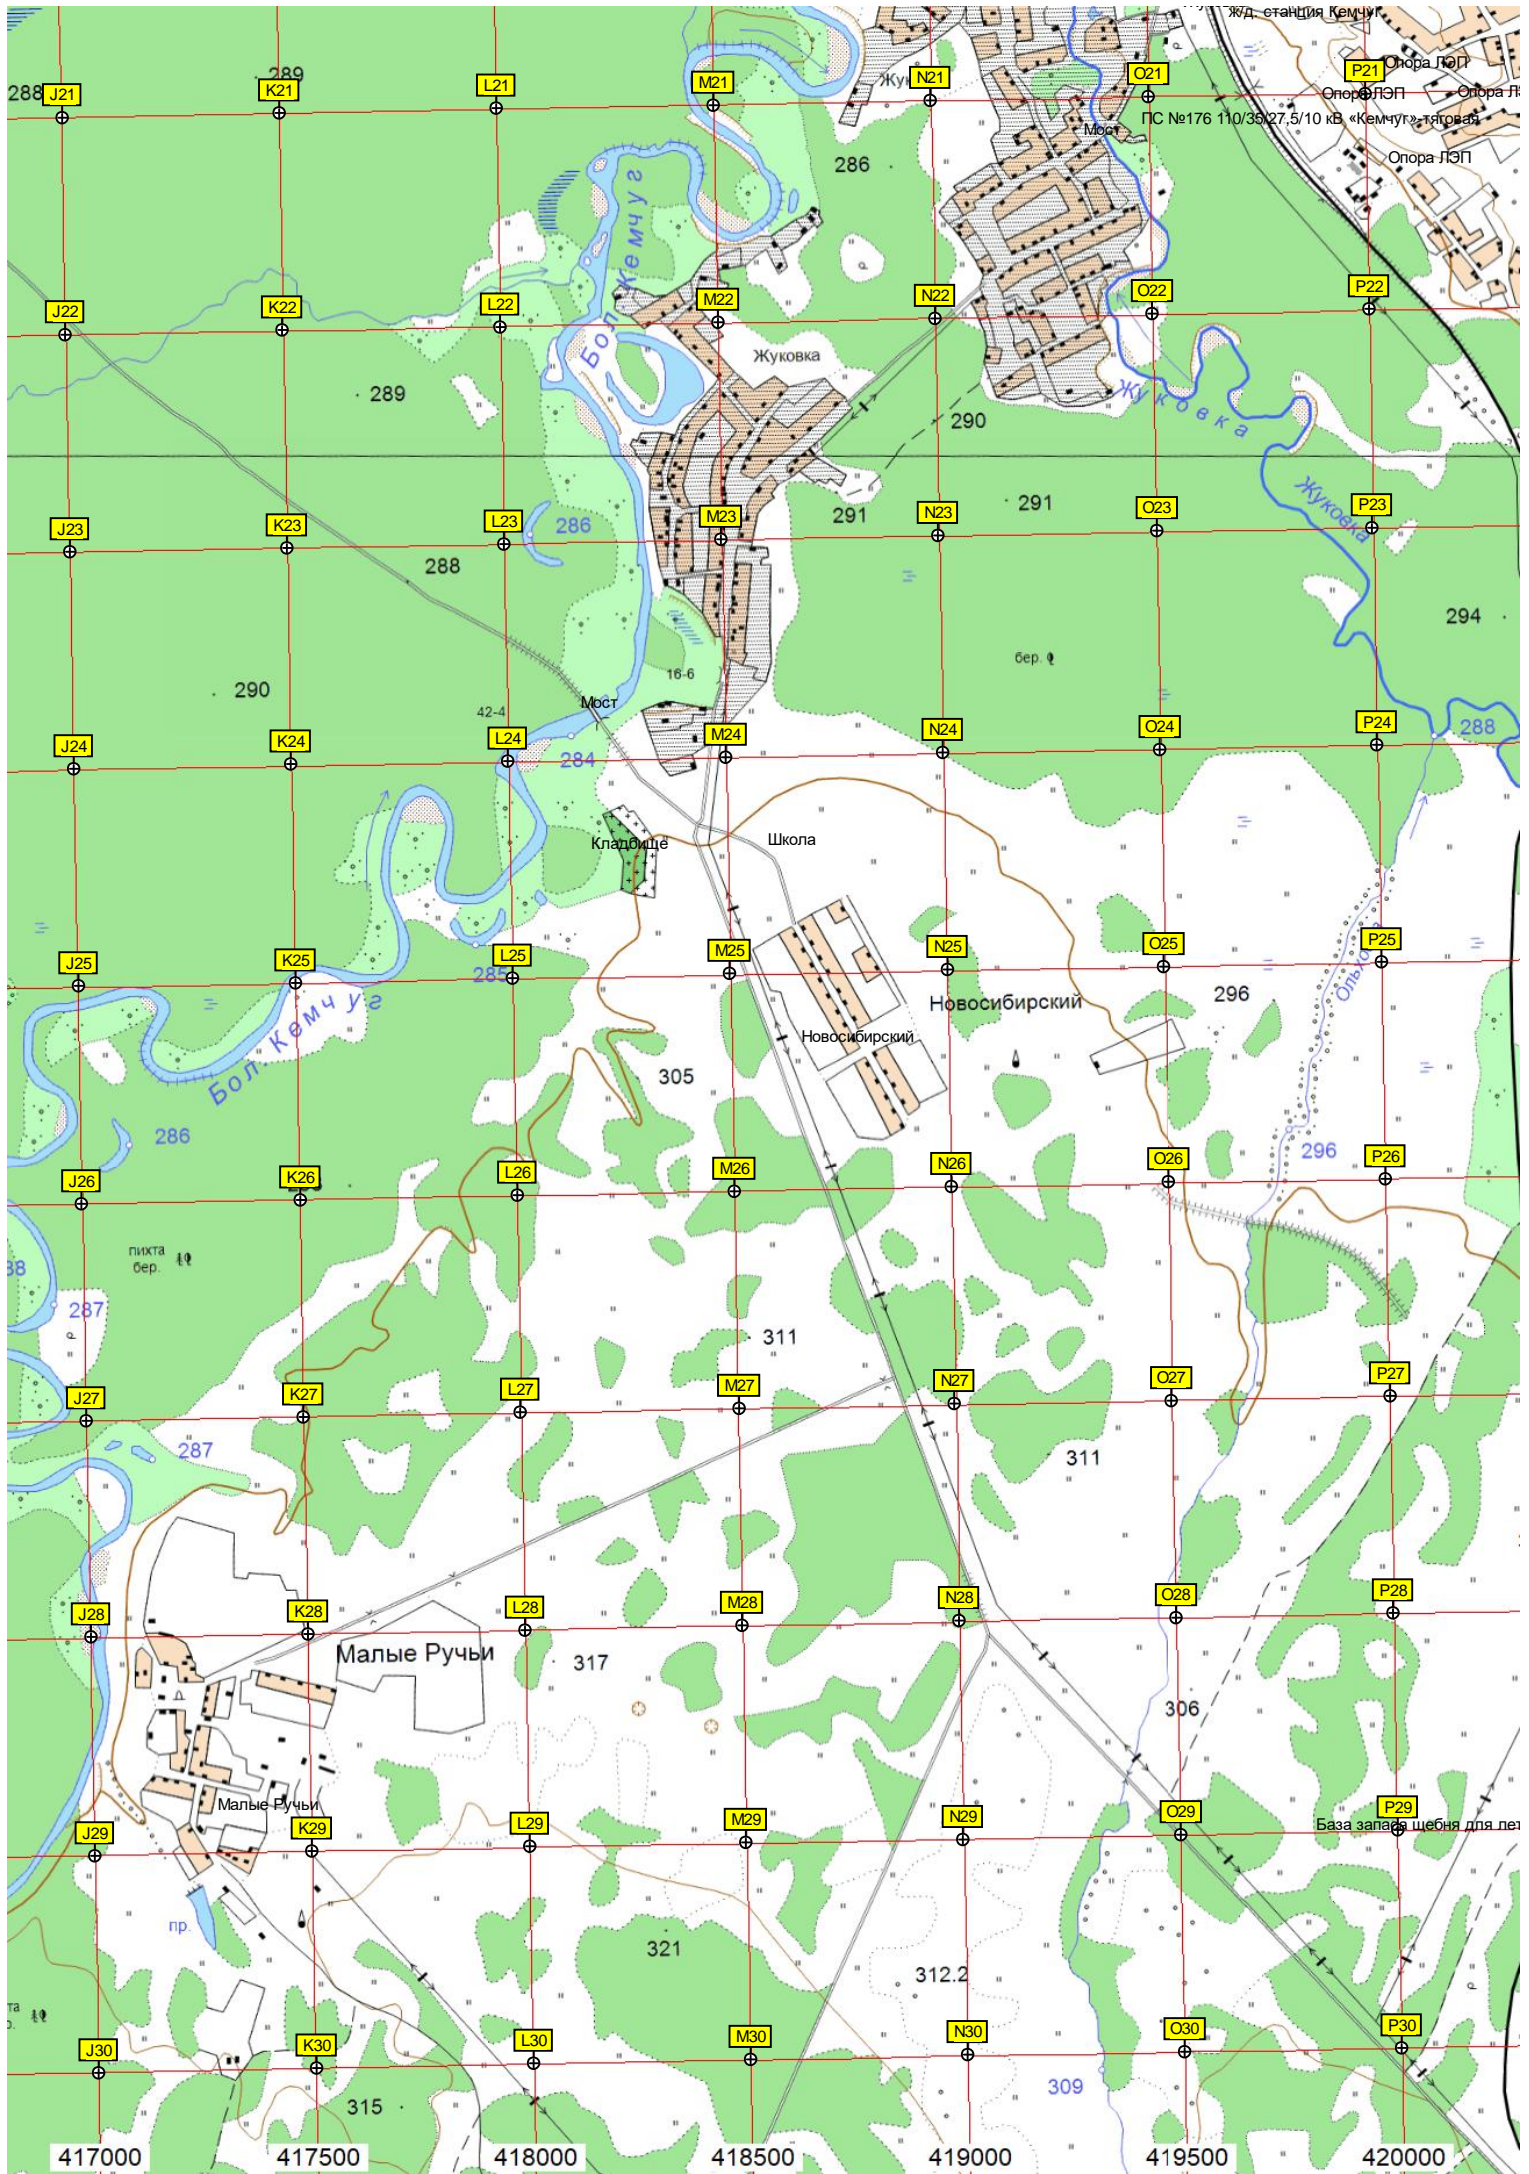 ж/д. станция Кемчуг
289
288
J21
K21
L21
M21
N21
O21
P21
Опора ЛЭП
Опора ЛЭП
ПС №176 110/35/27,5/10 кВ «Кемчуг»-тяговая
Мост
Опора ЛЭП
286
Бол. Кемчуг
J22
K22
L22
M22
N22
O22
P22
Жуковка
289
Жуковка
290
J23
K23
L23
M23
N23
O23
P23
286
291
291
Жуковка
288
294
бер.
290
16-6
42-4
Мост
J24
K24
L24
M24
N24
O24
P24
284
288
Кладбище
Школа
J25
K25
L25
M25
N25
O25
P25
285
Бол. Кемчуг
Новосибирский
296
Новосибирский
305
286
296
J26
K26
L26
M26
N26
O26
P26
пихта
бер.
287
311
J27
K27
L27
M27
N27
O27
P27
287
311
J28
K28
L28
M28
N28
O28
P28
Малые Ручьи
317
306
Малые Ручьи
J29
K29
L29
M29
N29
O29
P29
База запаса щебня для лет
пр.
321
312.2
J30
K30
L30
M30
N30
O30
P30
309
315
417000
417500
418000
418500
419000
419500
420000